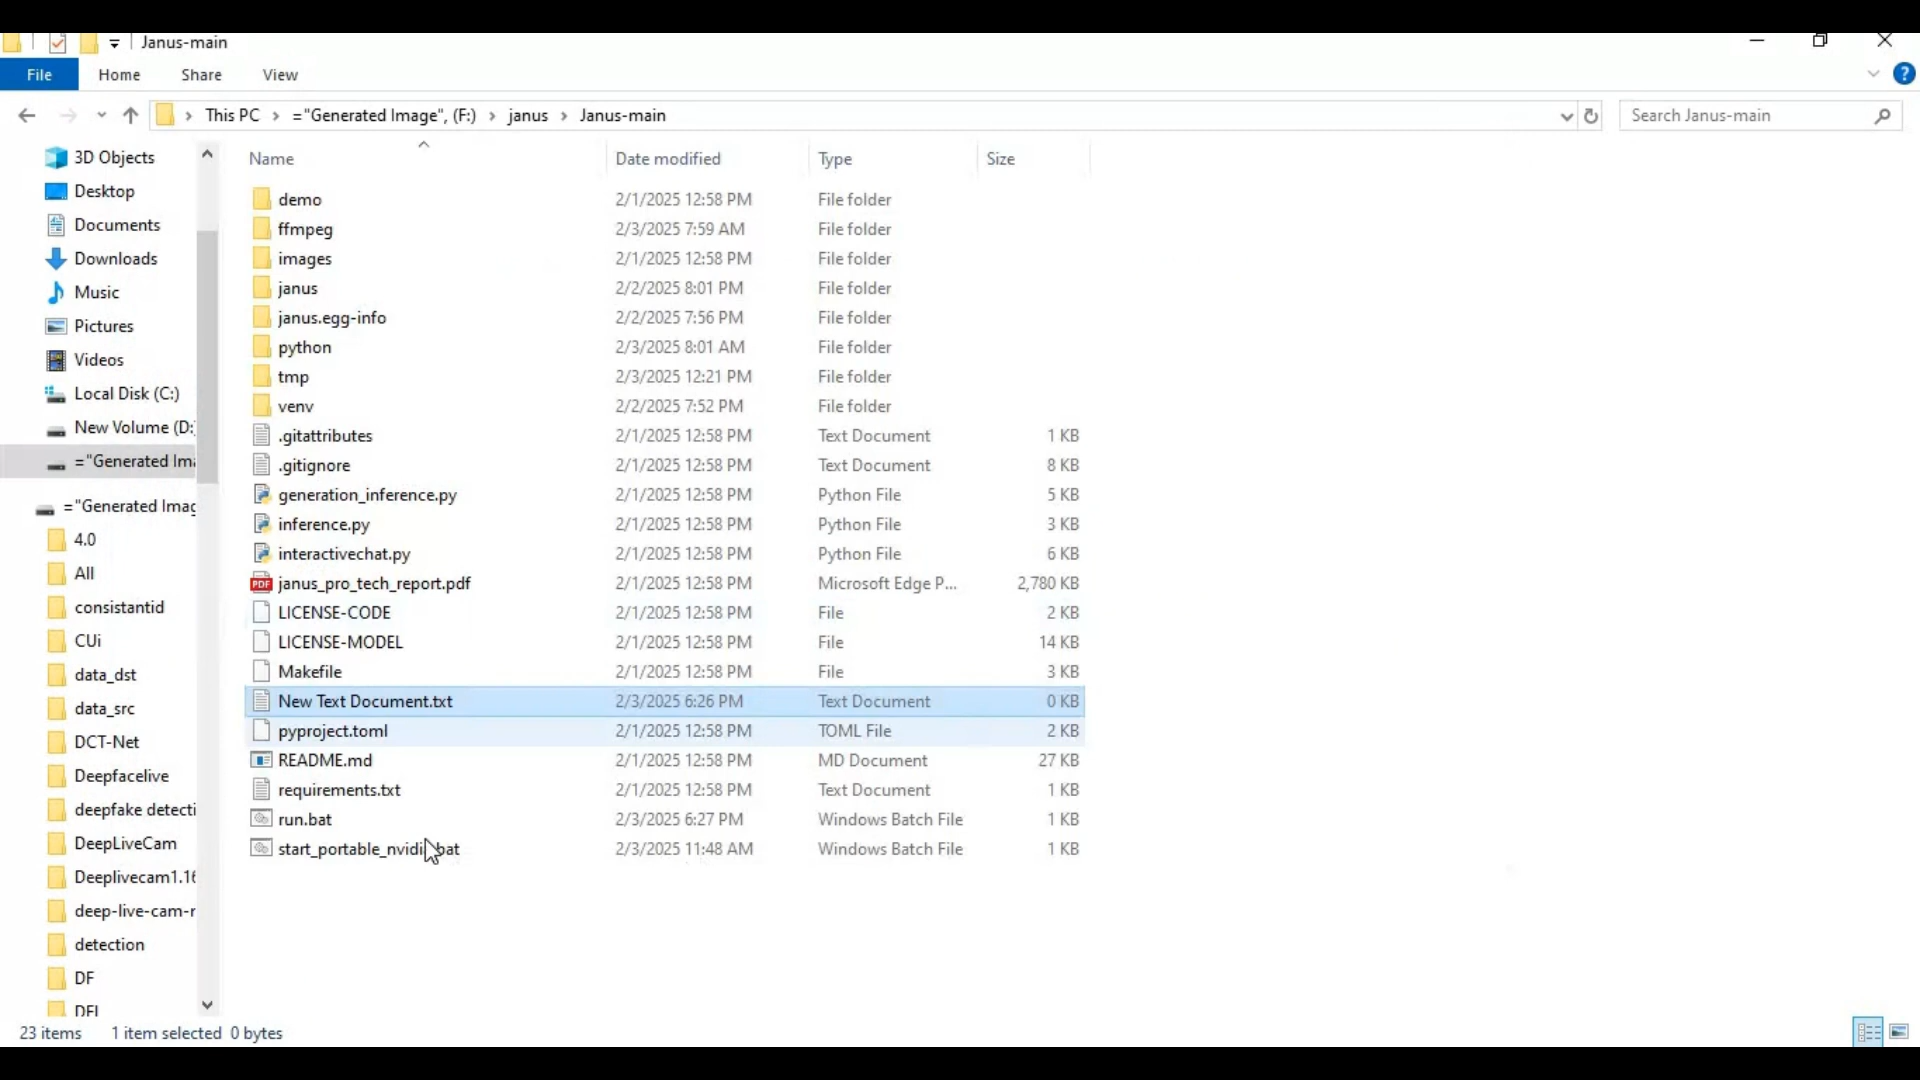 Janus-main
File Home Share View
This PC > ="Generated Image", (F:) > janus > Janus-main
Search Janus-main
3D Objects
Desktop
Documents
Downloads
Music
Pictures
Videos
Local Disk (C:)
New Volume (D:
="Generated Ima
="Generated Imag
4.0
All
consistantid
CUi
data_dst
data_src
DCT-Net
Deepfacelive
deepfake detecti
DeepLiveCam
Deeplivecam1.16
deep-live-cam-r
detection
DF
Name Date modified Type Size
demo 2/1/2025 12:58 PM File folder
ffmpeg 2/3/2025 7:59 AM File folder
images 2/1/2025 12:58 PM File folder
janus 2/2/2025 8:01 PM File folder
janus.egg-info 2/2/2025 7:56 PM File folder
python 2/3/2025 8:01 AM File folder
tmp 2/3/2025 12:21 PM File folder
venv 2/2/2025 7:52 PM File folder
.gitattributes 2/1/2025 12:58 PM Text Document 1 KB
.gitignore 2/1/2025 12:58 PM Text Document 8 KB
generation_inference.py 2/1/2025 12:58 PM Python File 5 KB
inference.py 2/1/2025 12:58 PM Python File 3 KB
interactivechat.py 2/1/2025 12:58 PM Python File 6 KB
PDF janus_pro_tech_report.pdf 2/1/2025 12:58 PM Microsoft Edge P... 2,780 KB
LICENSE-CODE 2/1/2025 12:58 PM File 2 KB
LICENSE-MODEL 2/1/2025 12:58 PM File 14 KB
Makefile 2/1/2025 12:58 PM File 3 KB
New Text Document.txt 2/3/2025 6:26 PM Text Document 0 KB
pyproject.toml 2/1/2025 12:58 PM TOML File 2 KB
README.md 2/1/2025 12:58 PM MD Document 27 KB
requirements.txt 2/1/2025 12:58 PM Text Document 1 KB
run.bat 2/3/2025 6:27 PM Windows Batch File 1 KB
start_portable_nvidia.bat 2/3/2025 11:48 AM Windows Batch File 1 KB
23 items 1 item selected 0 bytes